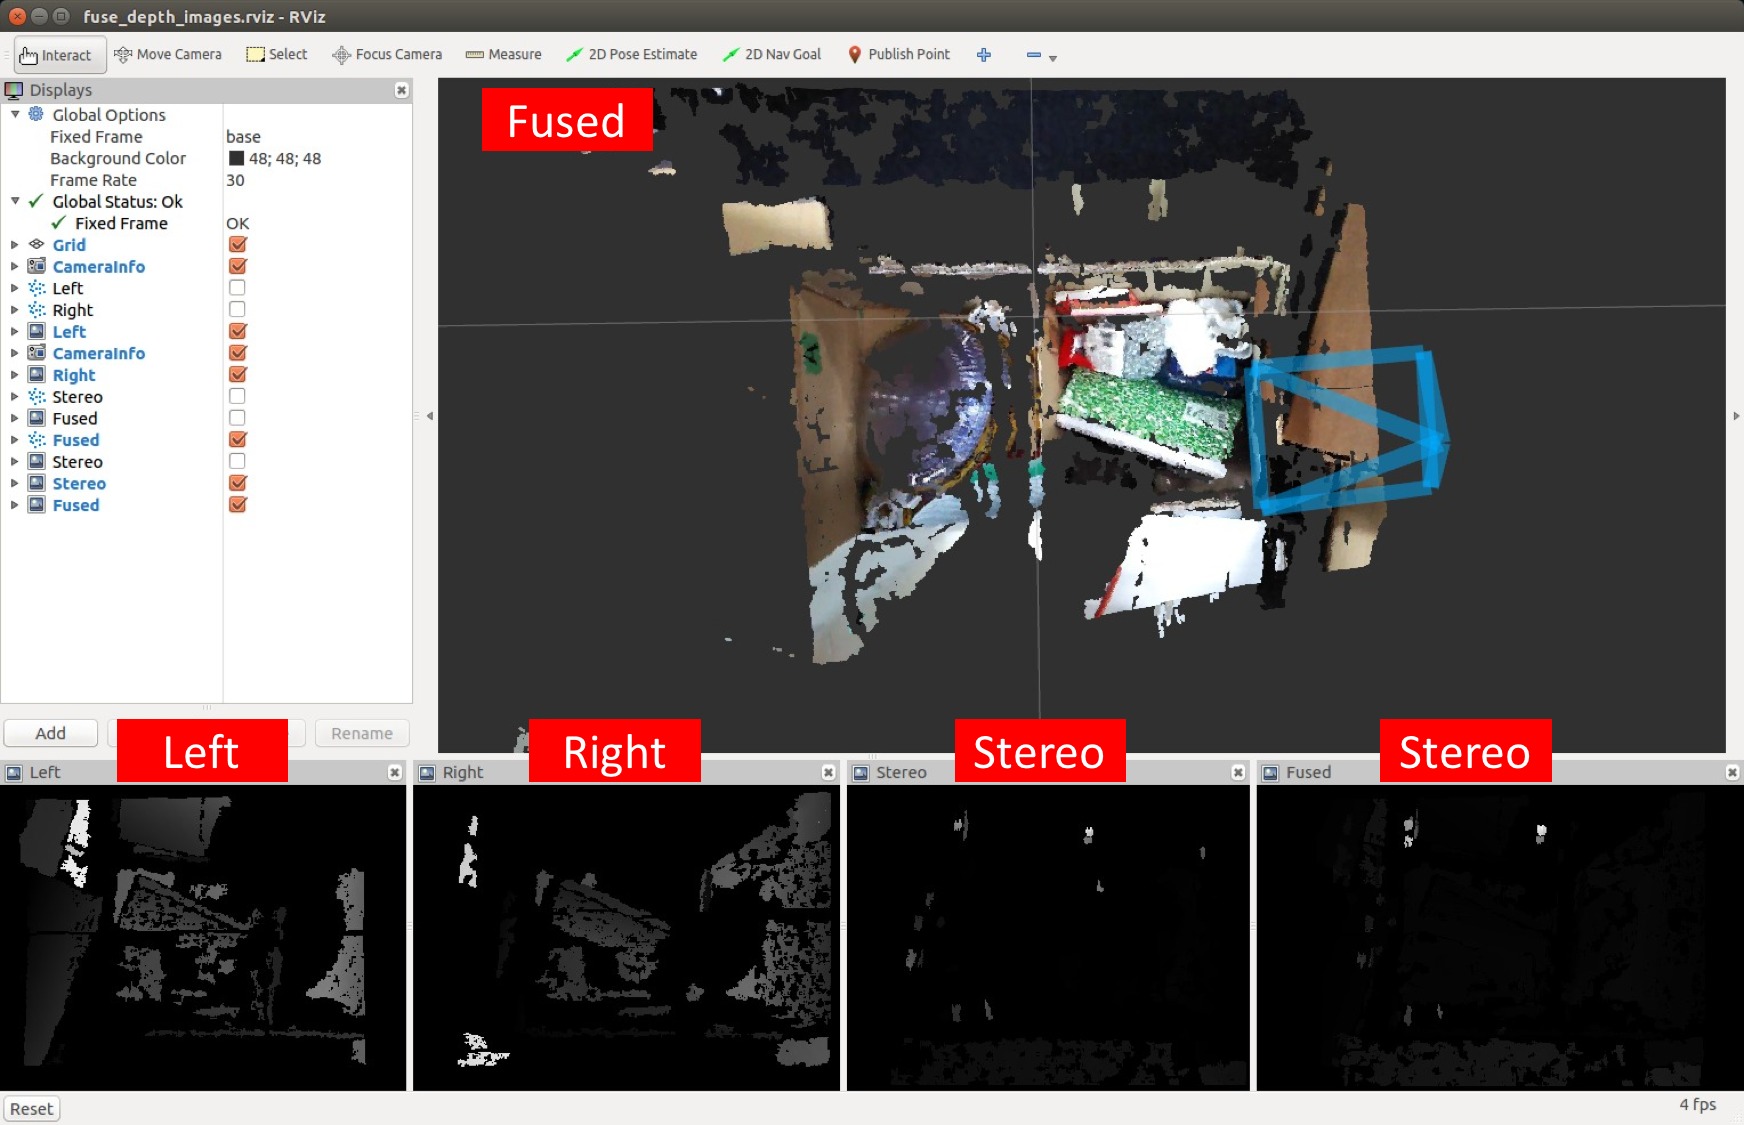 fuse_depth_images.rviz - RViz
Interact Move Camera Select Focus Camera Measure 2D Pose Estimate 2D Nav Goal Publish Point
Displays
Global Options
Fixed Frame base
Background Color 48; 48; 48
Frame Rate 30
Global Status: Ok
Fixed Frame OK
Grid
CameraInfo
Left
Right
Left
CameraInfo
Right
Stereo
Fused
Fused
Stereo
Stereo
Fused
Fused
A
Add Rename
Left Right Stereo Stereo
Left Right Stereo Fused
Reset 4 fps